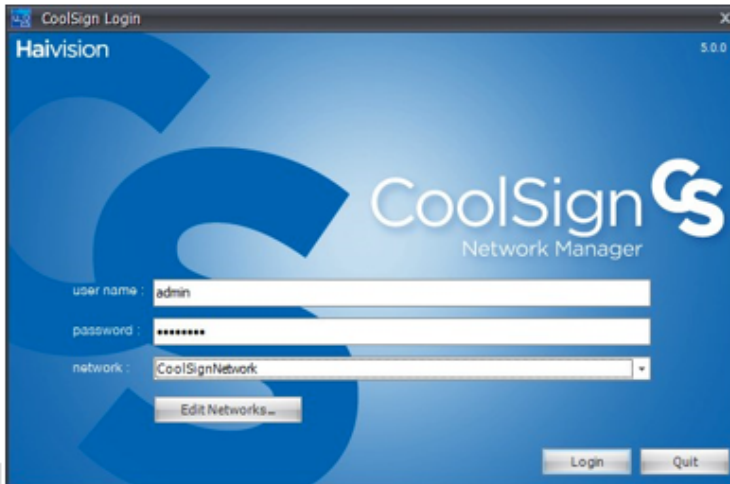 CoolSign Login
x
Haivision
5.0.0
CoolSign CS
Network Manager
user name : admin
password : ••••••••
network : CoolSignNetwork
Edit Networks...
Login Quit